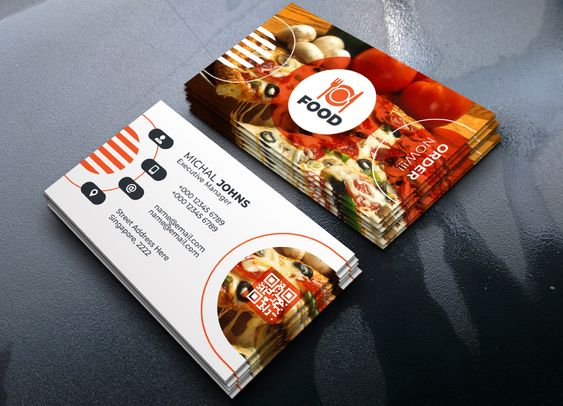 FOOD
ORDER
NOW!!!
MICHAL JOHNS
Executive Manager
+000 12345 6789
+000 12345 6789
name@email.com
name@email.com
Street Address Here
Singapore, 2222